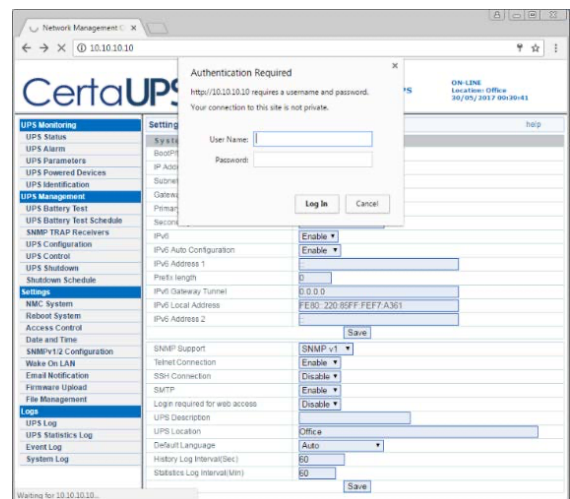 Network Management C
10.10.10.10
CertaUPS
PS
ON-LINE
Location: Office
30/05/2017 00:30:41
Authentication Required
http://10.10.10.10 requires a username and password.
Your connection to this site is not private.
User Name:
Password:
Log In
Cancel
UPS Monitoring
UPS Status
UPS Alarm
UPS Parameters
UPS Powered Devices
UPS Identification
UPS Management
UPS Battery Test
UPS Battery Test Schedule
SNMP TRAP Receivers
UPS Configuration
UPS Control
UPS Shutdown
Shutdown Schedule
Settings
NMC System
Reboot System
Access Control
Date and Time
SNMPv1/2 Configuration
Wake On LAN
Email Notification
Firmware Upload
File Management
Logs
UPS Log
UPS Statistics Log
Event Log
System Log
Setting
help
Syste
BootP/
IP Addr
Subnet
Gatewa
Primar
Secon
IPv6 Enable
IPv6 Auto Configuration Enable
IPv6 Address 1 ::
Prefix length 0
IPv6 Gateway Tunnel 0.0.0.0
IPv6 Local Address FE80::220:85FF:FEF7:A361
IPv6 Address 2 ::
Save
SNMP Support SNMP v1
Telnet Connection Enable
SSH Connection Disable
SMTP Enable
Login required for web access Disable
UPS Description
UPS Location Office
Default Language Auto
History Log Interval(Sec) 60
Statistics Log Interval(Min) 60
Save
Waiting for 10.10.10.10...